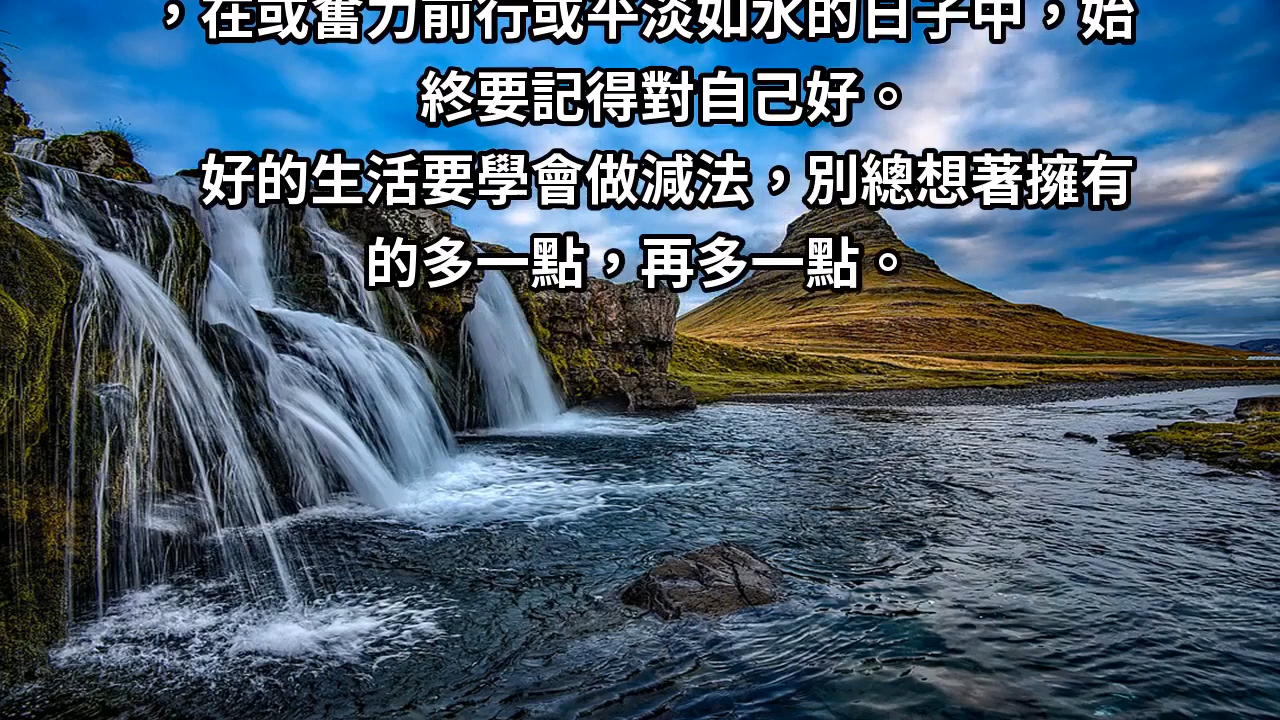 ，在或奮力前行或平淡如水的日子中，始
終要記得對自己好。
好的生活要學會做減法，別總想著擁有
的多一點，再多一點。